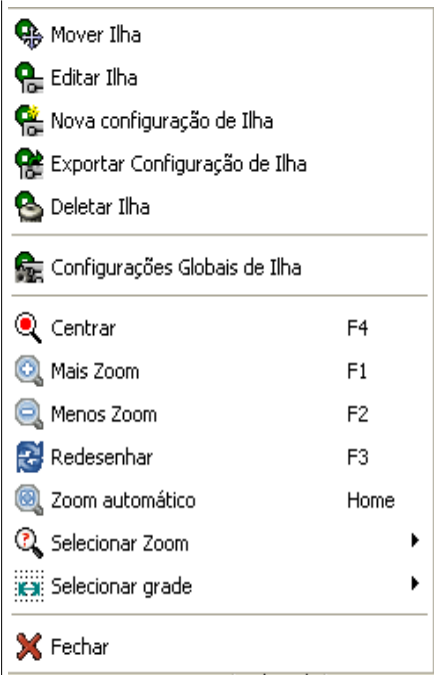 Mover Ilha
Editar Ilha
Nova configuração de Ilha
Exportar Configuração de Ilha
Deletar Ilha
Configurações Globais de Ilha
Centrar F4
Mais Zoom F1
Menos Zoom F2
Redesenhar F3
Zoom automático Home
Selecionar Zoom
Selecionar grade
Fechar